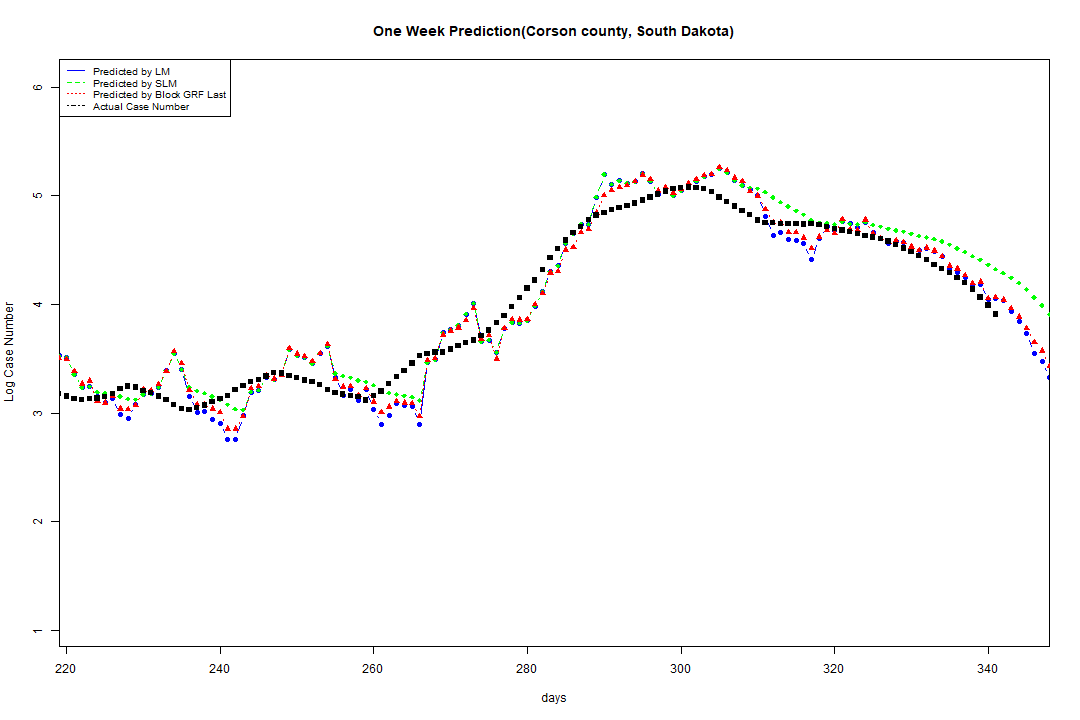 One Week Prediction(Corson county, South Dakota)
Predicted by LM
Predicted by SLM
Predicted by Block GRF Last
Actual Case Number
6
5
4
3
2
1
Log Case Number
220 240 260 280 300 320 340
days